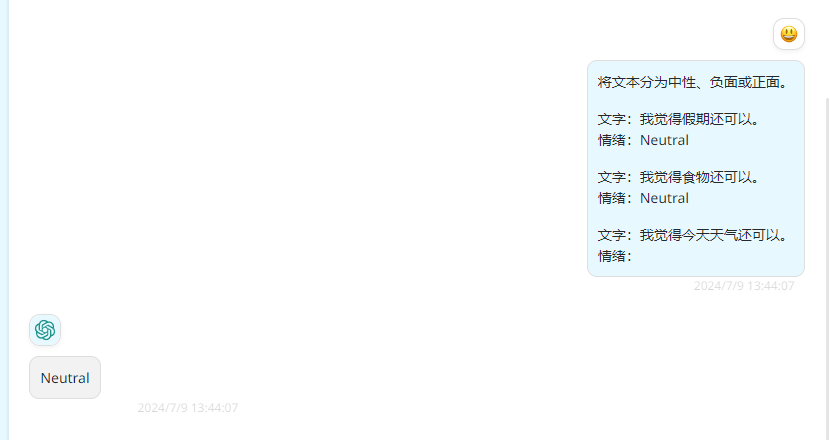 将文本分为中性、负面或正面。
文字：我觉得假期还可以。
情绪：Neutral
文字：我觉得食物还可以。
情绪：Neutral
文字：我觉得今天天气还可以。
情绪：
2024/7/9 13:44:07
Neutral
2024/7/9 13:44:07